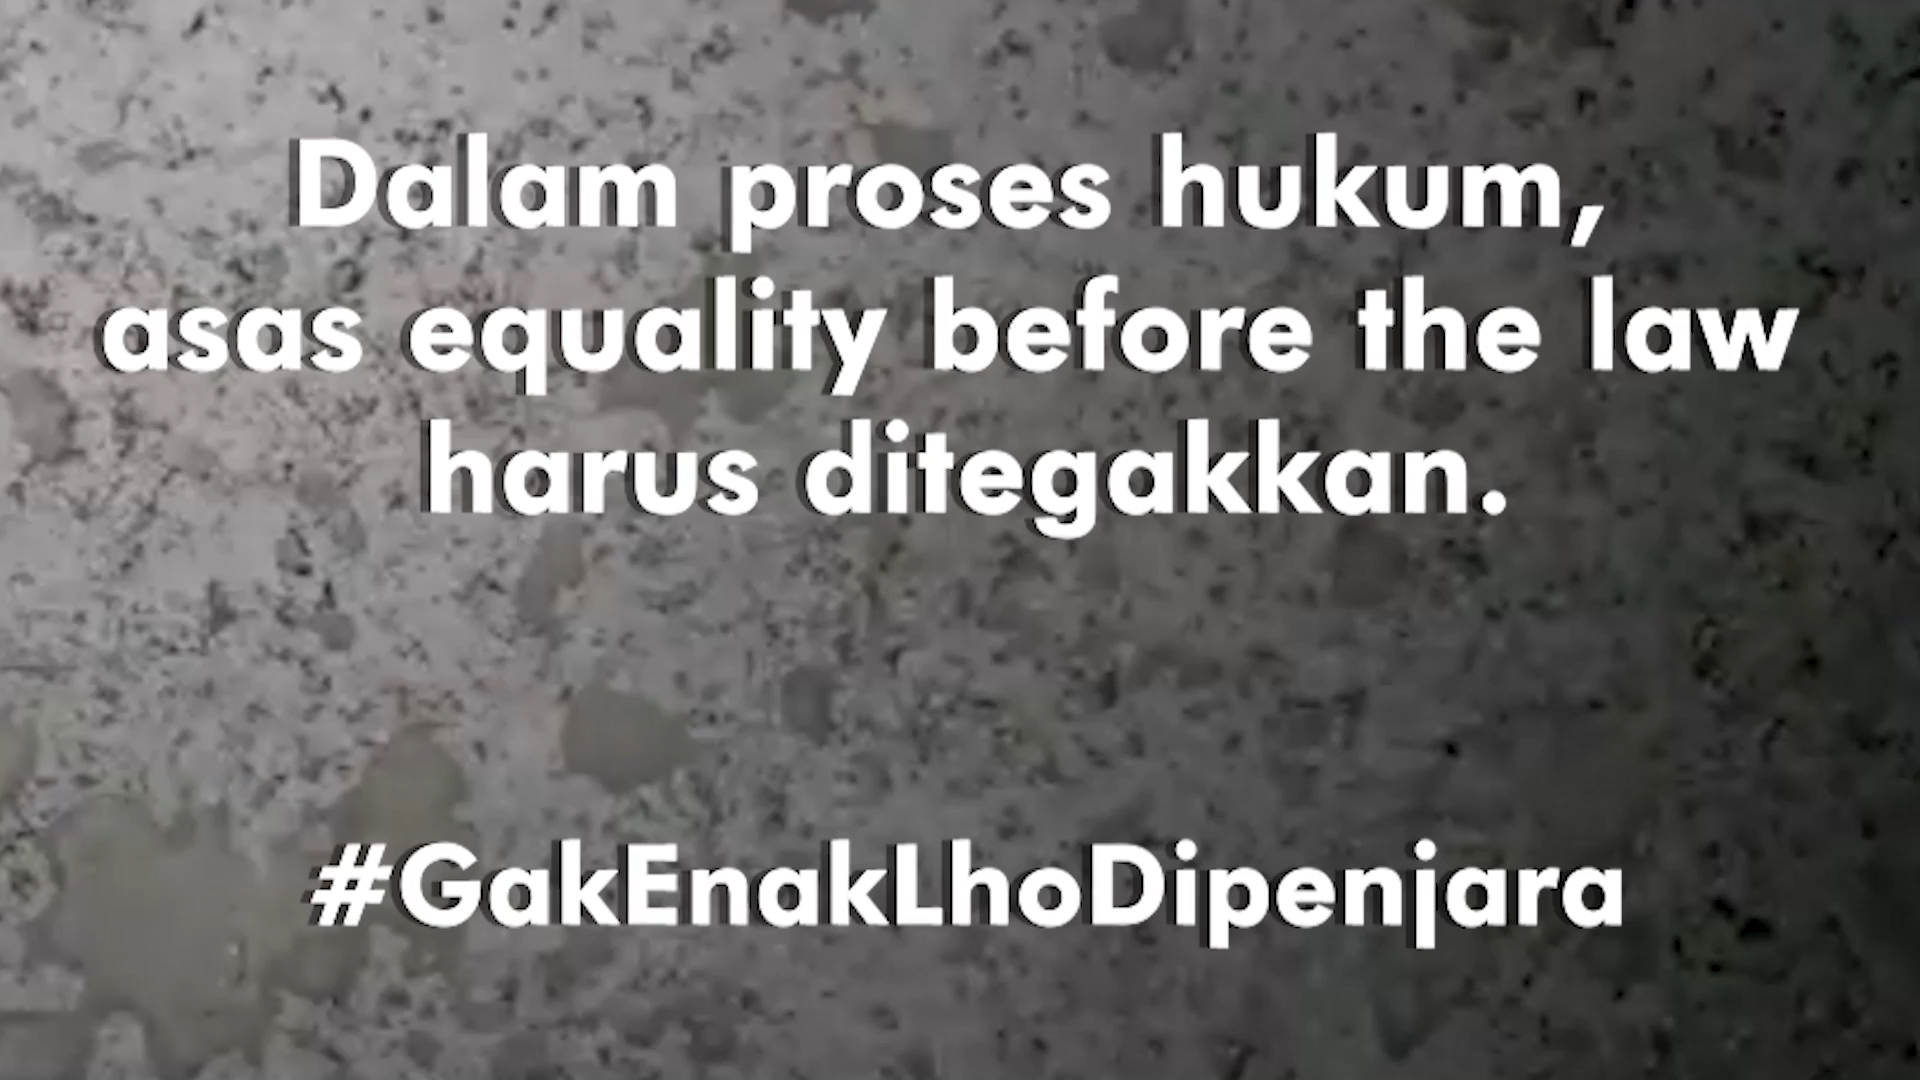 Dalam proses hukum,
asas equality before the law
harus ditegakkan.
#GakEnakLhoDipenjara